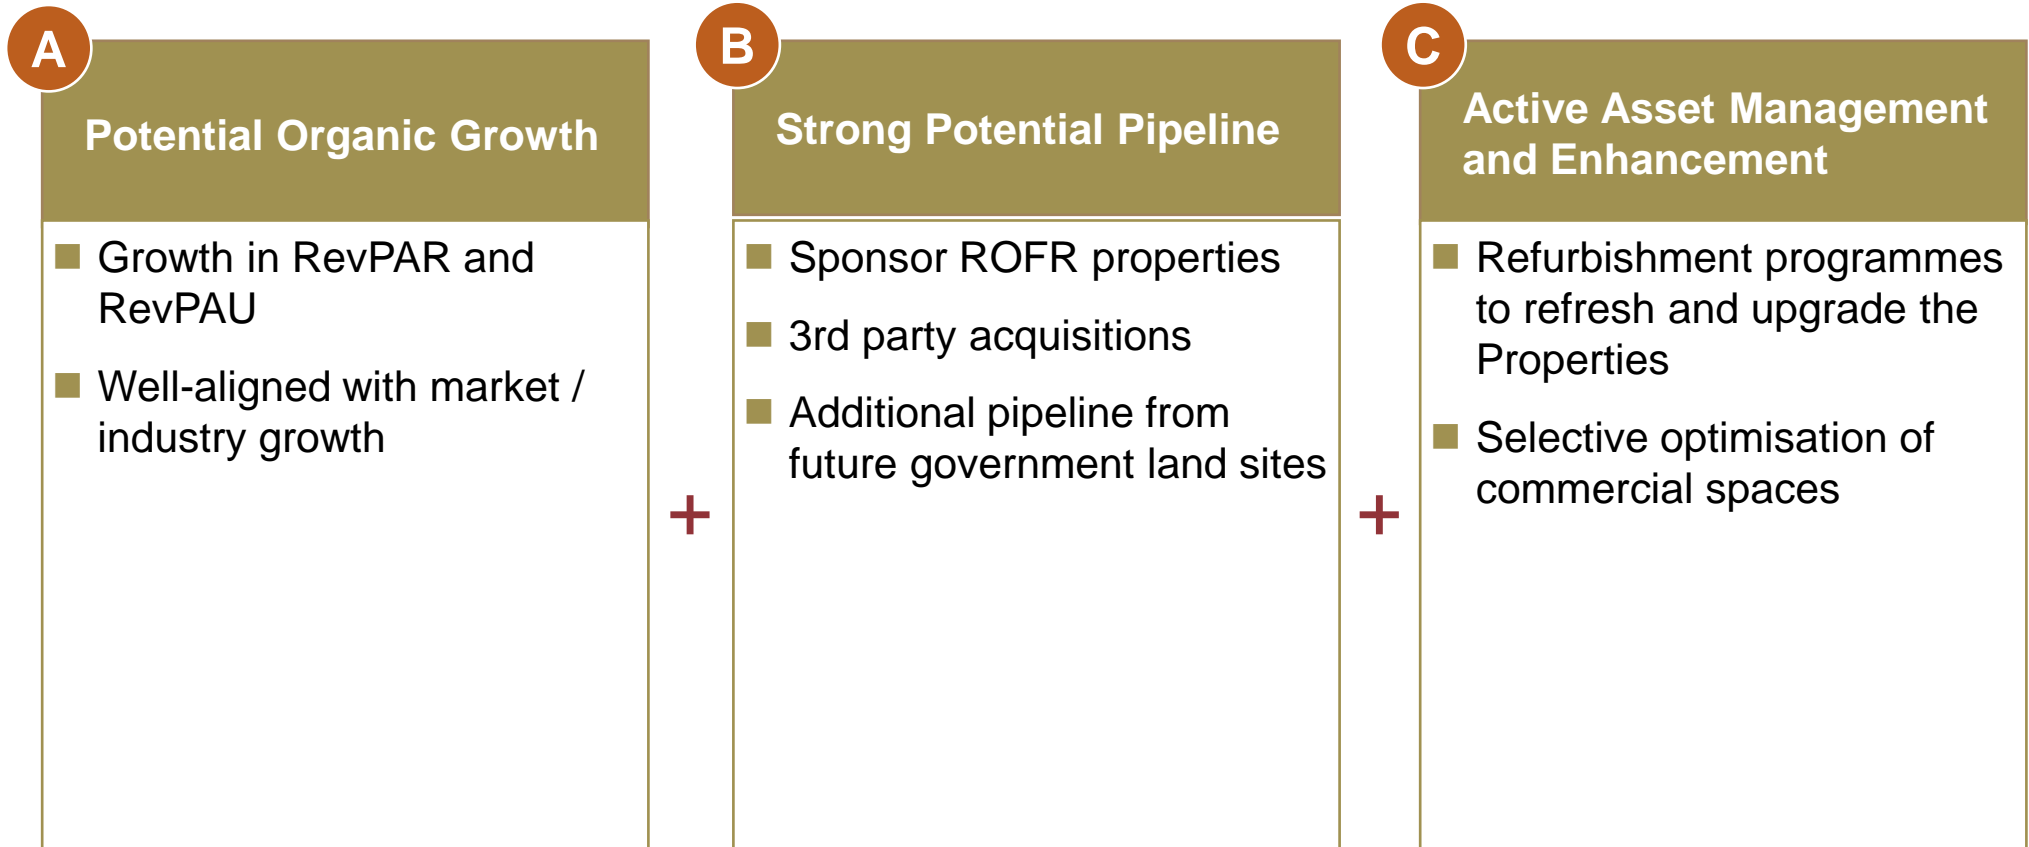 A
Potential Organic Growth
Growth in RevPAR and
RevPAU
Well-aligned with market /
industry growth
+
B
Strong Potential Pipeline
Sponsor ROFR properties
3rd party acquisitions
Additional pipeline from
future government land sites
+
C
Active Asset Management
and Enhancement
Refurbishment programmes
to refresh and upgrade the
Properties
Selective optimisation of
commercial spaces